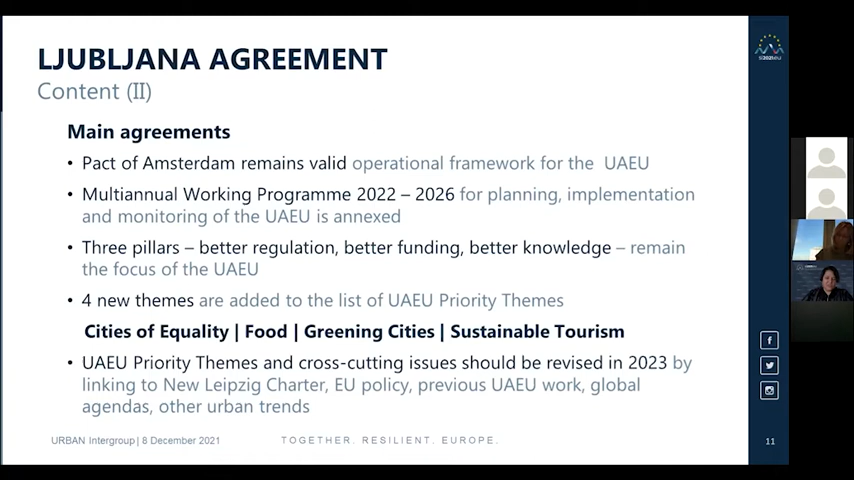 LJUBLJANA AGREEMENT
Content (II)
Main agreements
• Pact of Amsterdam remains valid operational framework for the UAEU
• Multiannual Working Programme 2022 – 2026 for planning, implementation
and monitoring of the UAEU is annexed
• Three pillars – better regulation, better funding, better knowledge – remain
the focus of the UAEU
• 4 new themes are added to the list of UAEU Priority Themes
Cities of Equality | Food | Greening Cities | Sustainable Tourism
• UAEU Priority Themes and cross-cutting issues should be revised in 2023 by
linking to New Leipzig Charter, EU policy, previous UAEU work, global
agendas, other urban trends
URBAN Intergroup| 8 December 2021
TOGETHER. RESILIENT. EUROPE.
11